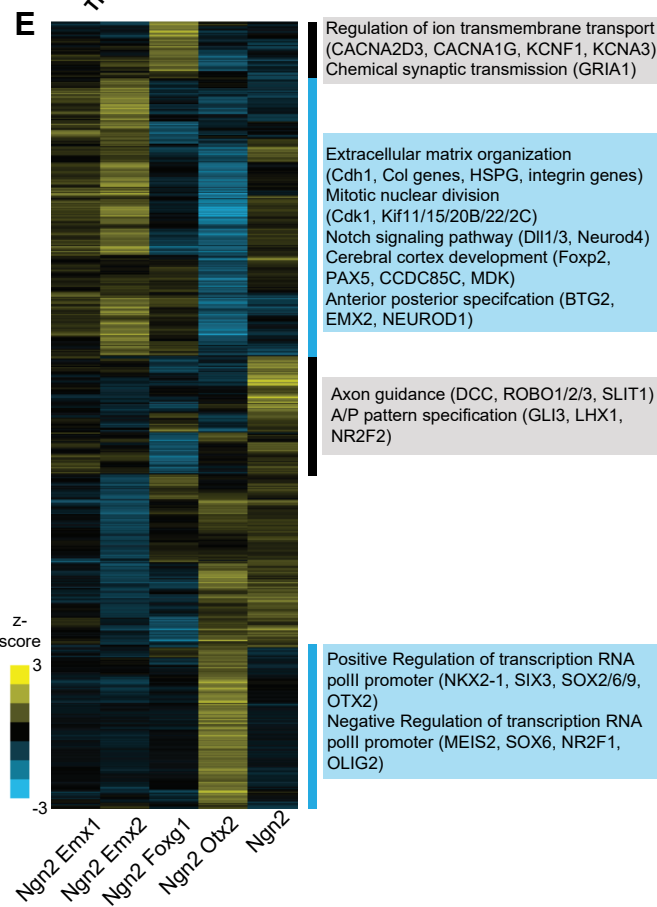 E
Regulation of ion transmembrane transport
(CACNA2D3, CACNA1G, KCNF1, KCNA3)
Chemical synaptic transmission (GRIA1)
Extracellular matrix organization
(Cdh1, Col genes, HSPG, integrin genes)
Mitotic nuclear division
(Cdk1, Kif11/15/20B/22/2C)
Notch signaling pathway (Dll1/3, Neurod4)
Cerebral cortex development (Foxp2,
PAX5, CCDC85C, MDK)
Anterior posterior specifcation (BTG2,
EMX2, NEUROD1)
Axon guidance (DCC, ROBO1/2/3, SLIT1)
A/P pattern specification (GLI3, LHX1,
NR2F2)
z-
score
3
-3
Positive Regulation of transcription RNA
polII promoter (NKX2-1, SIX3, SOX2/6/9,
OTX2)
Negative Regulation of transcription RNA
polII promoter (MEIS2, SOX6, NR2F1,
OLIG2)
Ngn2 Emx1
Ngn2 Emx2
Ngn2 Foxg1
Ngn2 Otx2
Ngn2